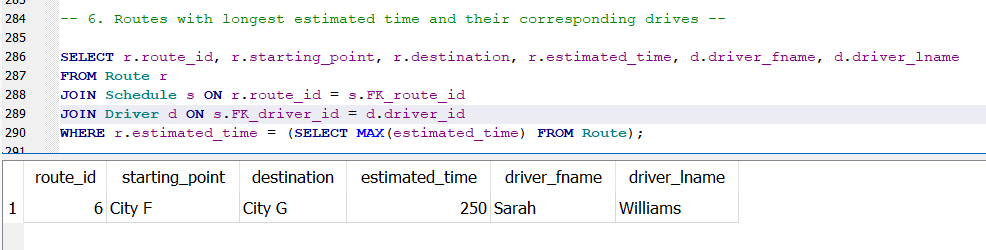 283
284 -- 6. Routes with longest estimated time and their corresponding drives --
285
286 SELECT r.route_id, r.starting_point, r.destination, r.estimated_time, d.driver_fname, d.driver_lname
287 FROM Route r
288 JOIN Schedule s ON r.route_id = s.FK_route_id
289 JOIN Driver d ON s.FK_driver_id = d.driver_id
290 WHERE r.estimated_time = (SELECT MAX(estimated_time) FROM Route);
291
route_id starting_point destination estimated_time driver_fname driver_lname
1 6 City F City G 250 Sarah Williams